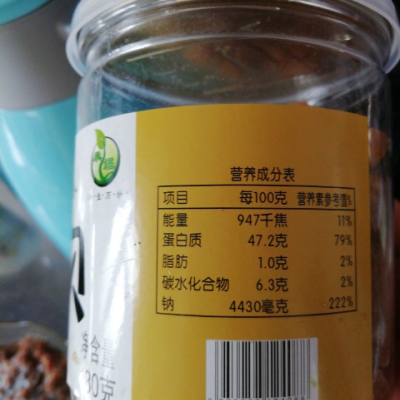 营养成分表
项目 每100克 营养素参考值%
能量 947千焦 11%
蛋白质 47.2克 79%
脂肪 1.0克 2%
碳水化合物 6.3克 2%
钠 4430毫克 222%
净含量
80克